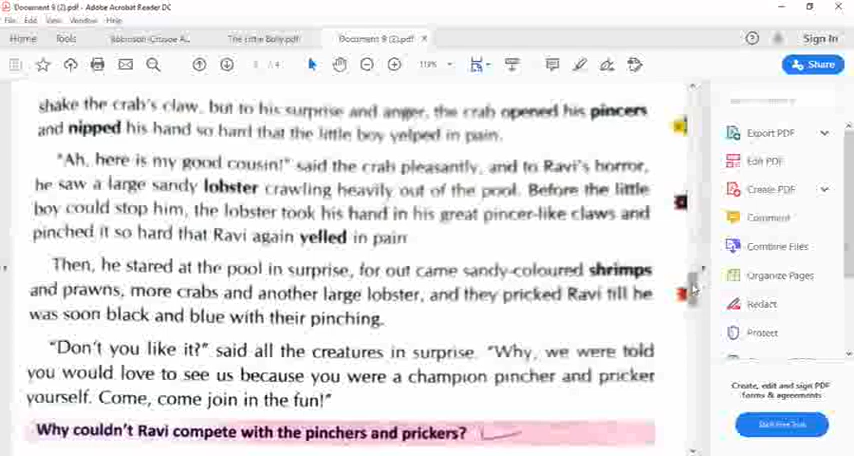 Document 9 (2).pdf - Adobe Acrobat Reader DC
File Edit View Window Help
Home Tools Robinson Crusoe A... The Little Bully.pdf Document 9 (2).pdf × Sign In
/ 4 119% Share
shake the crab's claw, but to his surprise and anger, the crab opened his pincers
and nipped his hand so hard that the little boy yelped in pain.
"Ah, here is my good cousin!" said the crab pleasantly, and to Ravi's horror,
he saw a large sandy lobster crawling heavily out of the pool. Before the little
boy could stop him, the lobster took his hand in his great pincer-like claws and
pinched it so hard that Ravi again yelled in pain
Then, he stared at the pool in surprise, for out came sandy-coloured shrimps
and prawns, more crabs and another large lobster, and they pricked Ravi till he
was soon black and blue with their pinching.
"Don't you like it?" said all the creatures in surprise. "Why, we were told
you would love to see us because you were a champion pincher and pricker
yourself. Come, come join in the fun!"
Why couldn't Ravi compete with the pinchers and prickers?
Export PDF
Edit PDF
Create PDF
Comment
Combine Files
Organize Pages
Redact
Protect
Create, edit and sign PDF
forms & agreements
Start Free Trial